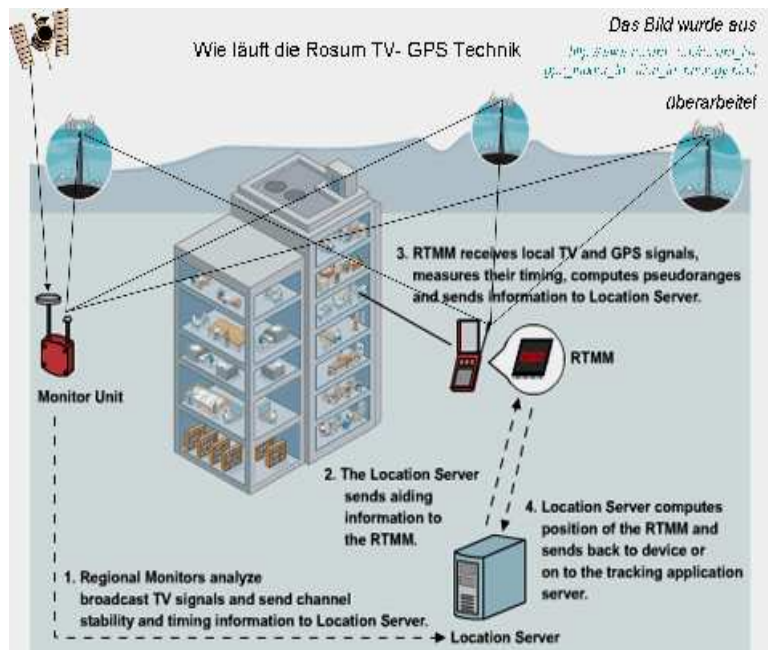 Das Bild wurde aus
Wie läuft die Rosum TV- GPS Technik
überarbeitet
3. RTMM receives local TV and GPS signals,
measures their timing, computes pseudoranges
and sends information to Location Server.
RTMM
Monitor Unit
2. The Location Server
sends aiding
information to
the RTMM.
4. Location Server computes
position of the RTMM and
sends back to device or
on to the tracking application
server.
1. Regional Monitors analyze
broadcast TV signals and send channel
stability and timing information to Location Server.
Location Server